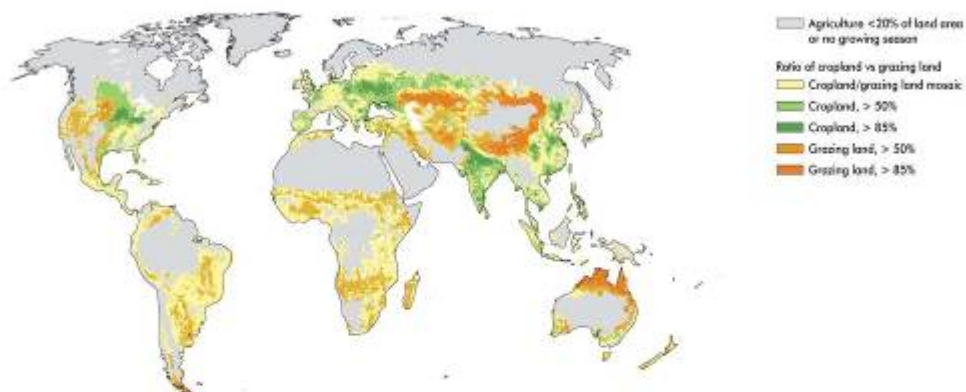 Agriculture <20% of land area
or no growing season
Ratio of cropland vs grazing land
Cropland/grazing land mosaic
Cropland, > 50%
Cropland, > 85%
Grazing land, > 50%
Grazing land, > 85%